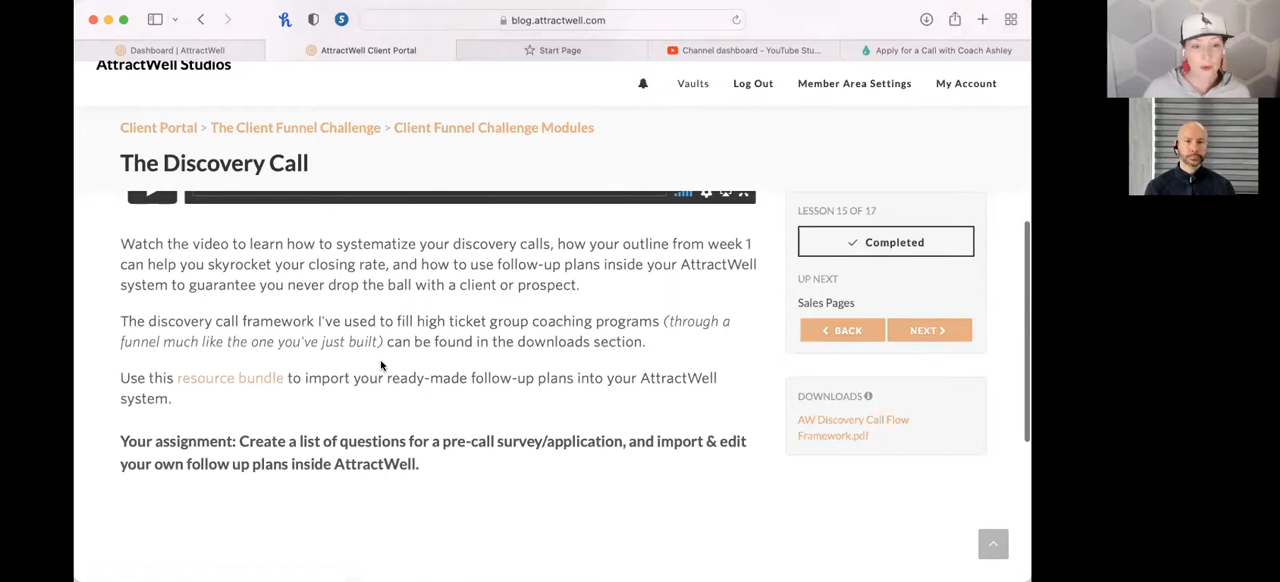 blog.attractwell.com
Dashboard | AttractWell
AttractWell Client Portal
Start Page
Channel dashboard - YouTube Stu...
Apply for a Call with Coach Ashley
AttractWell Studios
Vaults
Log Out
Member Area Settings
My Account
Client Portal > The Client Funnel Challenge > Client Funnel Challenge Modules
The Discovery Call
Watch the video to learn how to systematize your discovery calls, how your outline from week 1
can help you skyrocket your closing rate, and how to use follow-up plans inside your AttractWell
system to guarantee you never drop the ball with a client or prospect.
The discovery call framework I've used to fill high ticket group coaching programs (through a
funnel much like the one you've just built) can be found in the downloads section.
Use this resource bundle to import your ready-made follow-up plans into your AttractWell
system.
Your assignment: Create a list of questions for a pre-call survey/application, and import & edit
your own follow up plans inside AttractWell.
LESSON 15 OF 17
Completed
UP NEXT
Sales Pages
BACK
NEXT
DOWNLOADS
AW Discovery Call Flow
Framework.pdf